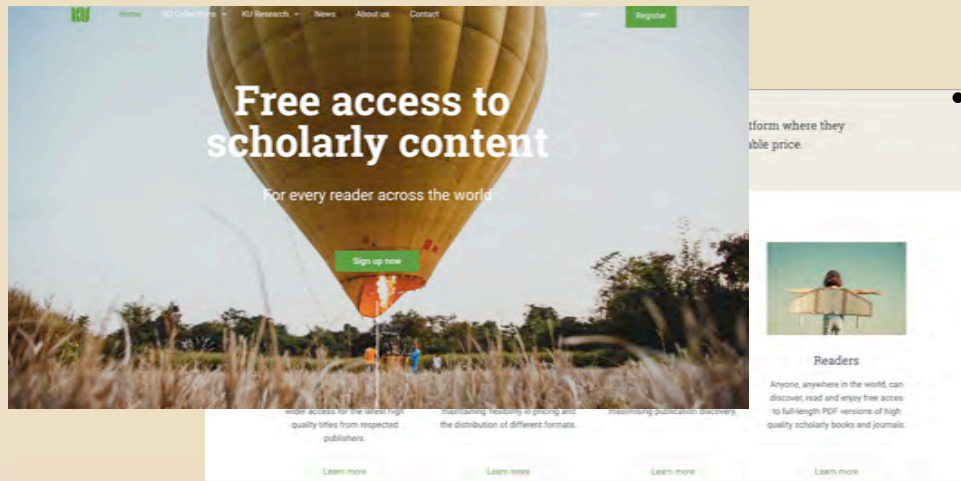 KU
Home KU Collections KU Research News About us Contact Register
Free access to
scholarly content
For every reader across the world
Sign up now
tform where they
able price.
Readers
Anyone, anywhere in the world, can
discover, read and enjoy free acces
to full-length PDF versions of high
quality scholarly books and journals.
Learn more
wider access for the latest high
quality titles from respected
publishers
Learn more
maintaining flexibility in pricing and
the distribution of different formats.
Learn more
maximising publication discovery
Learn more